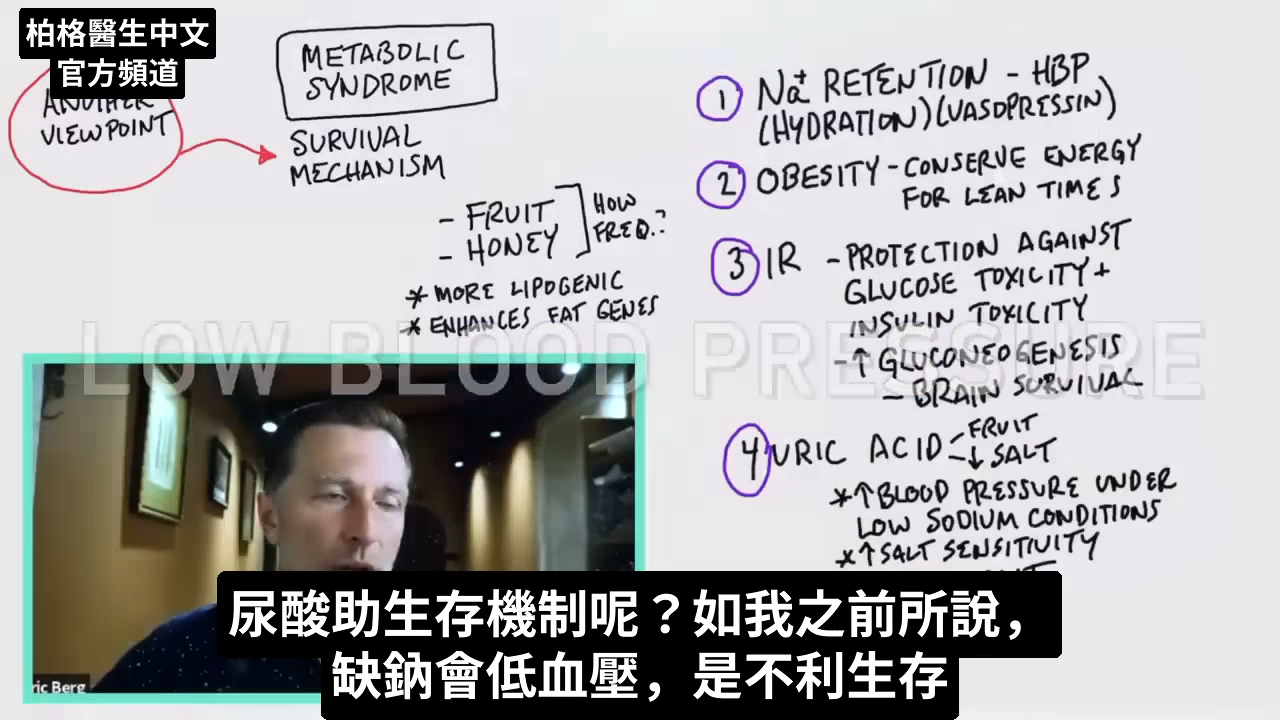 柏格醫生中文
官方頻道
ANOTHER
VIEWPOINT
METABOLIC
SYNDROME
SURVIVAL
MECHANISM
- FRUIT
- HONEY
HOW
FREQ.?
* MORE LIPOGENIC
* ENHANCES FAT GENES
1 Na+ RETENTION - HBP
(HYDRATION)(VASOPRESSIN)
2 OBESITY - CONSERVE ENERGY
FOR LEAN TIMES
3 IR - PROTECTION AGAINST
GLUCOSE TOXICITY +
INSULIN TOXICITY
- ↑ GLUCONEOGENESIS
- BRAIN SURVIVAL
4 URIC ACID - FRUIT
- ↓ SALT
* ↑ BLOOD PRESSURE UNDER
LOW SODIUM CONDITIONS
* ↑ SALT SENSITIVITY
LOW BLOOD PRESSURE
ric Berg
尿酸助生存機制呢？如我之前所說，
缺鈉會低血壓，是不利生存